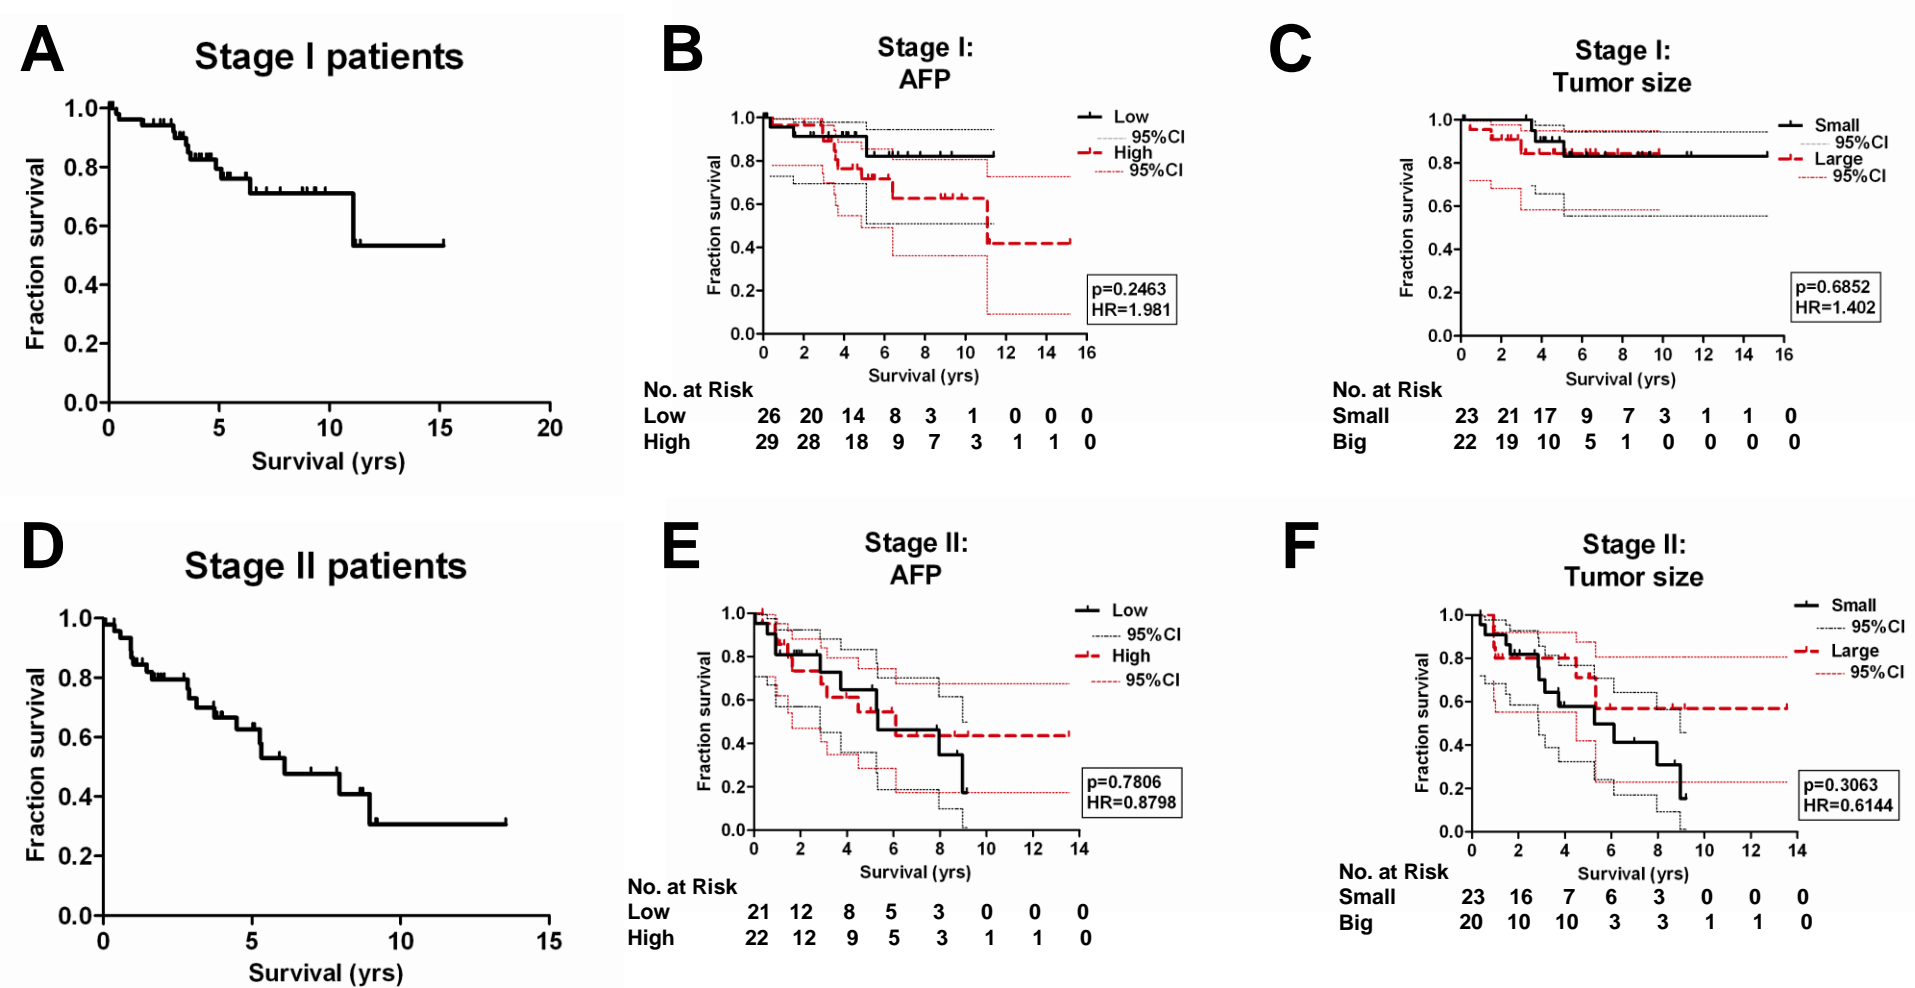 A
Stage I patients
1.0
0.8
0.6
0.4
0.2
0.0
Fraction survival
0 5 10 15 20
Survival (yrs)
B
Stage I:
AFP
1.0
0.8
0.6
0.4
0.2
0.0
Fraction survival
Low
95%CI
High
95%CI
p=0.2463
HR=1.981
0 2 4 6 8 10 12 14 16
Survival (yrs)
No. at Risk
Low 26 20 14 8 3 1 0 0 0
High 29 28 18 9 7 3 1 1 0
C
Stage I:
Tumor size
1.0
0.8
0.6
0.4
0.2
0.0
Fraction survival
Small
95%CI
Large
95%CI
p=0.6852
HR=1.402
0 2 4 6 8 10 12 14 16
Survival (yrs)
No. at Risk
Small 23 21 17 9 7 3 1 1 0
Big 22 19 10 5 1 0 0 0 0
D
Stage II patients
1.0
0.8
0.6
0.4
0.2
0.0
Fraction survival
0 5 10 15
Survival (yrs)
E
Stage II:
AFP
1.0
0.8
0.6
0.4
0.2
0.0
Fraction survival
Low
95%CI
High
95%CI
p=0.7806
HR=0.8798
0 2 4 6 8 10 12 14
Survival (yrs)
No. at Risk
Low 21 12 8 5 3 0 0 0
High 22 12 9 5 3 1 1 0
F
Stage II:
Tumor size
1.0
0.8
0.6
0.4
0.2
0.0
Fraction survival
Small
95%CI
Large
95%CI
p=0.3063
HR=0.6144
0 2 4 6 8 10 12 14
Survival (yrs)
No. at Risk
Small 23 16 7 6 3 0 0 0
Big 20 10 10 3 3 1 1 0